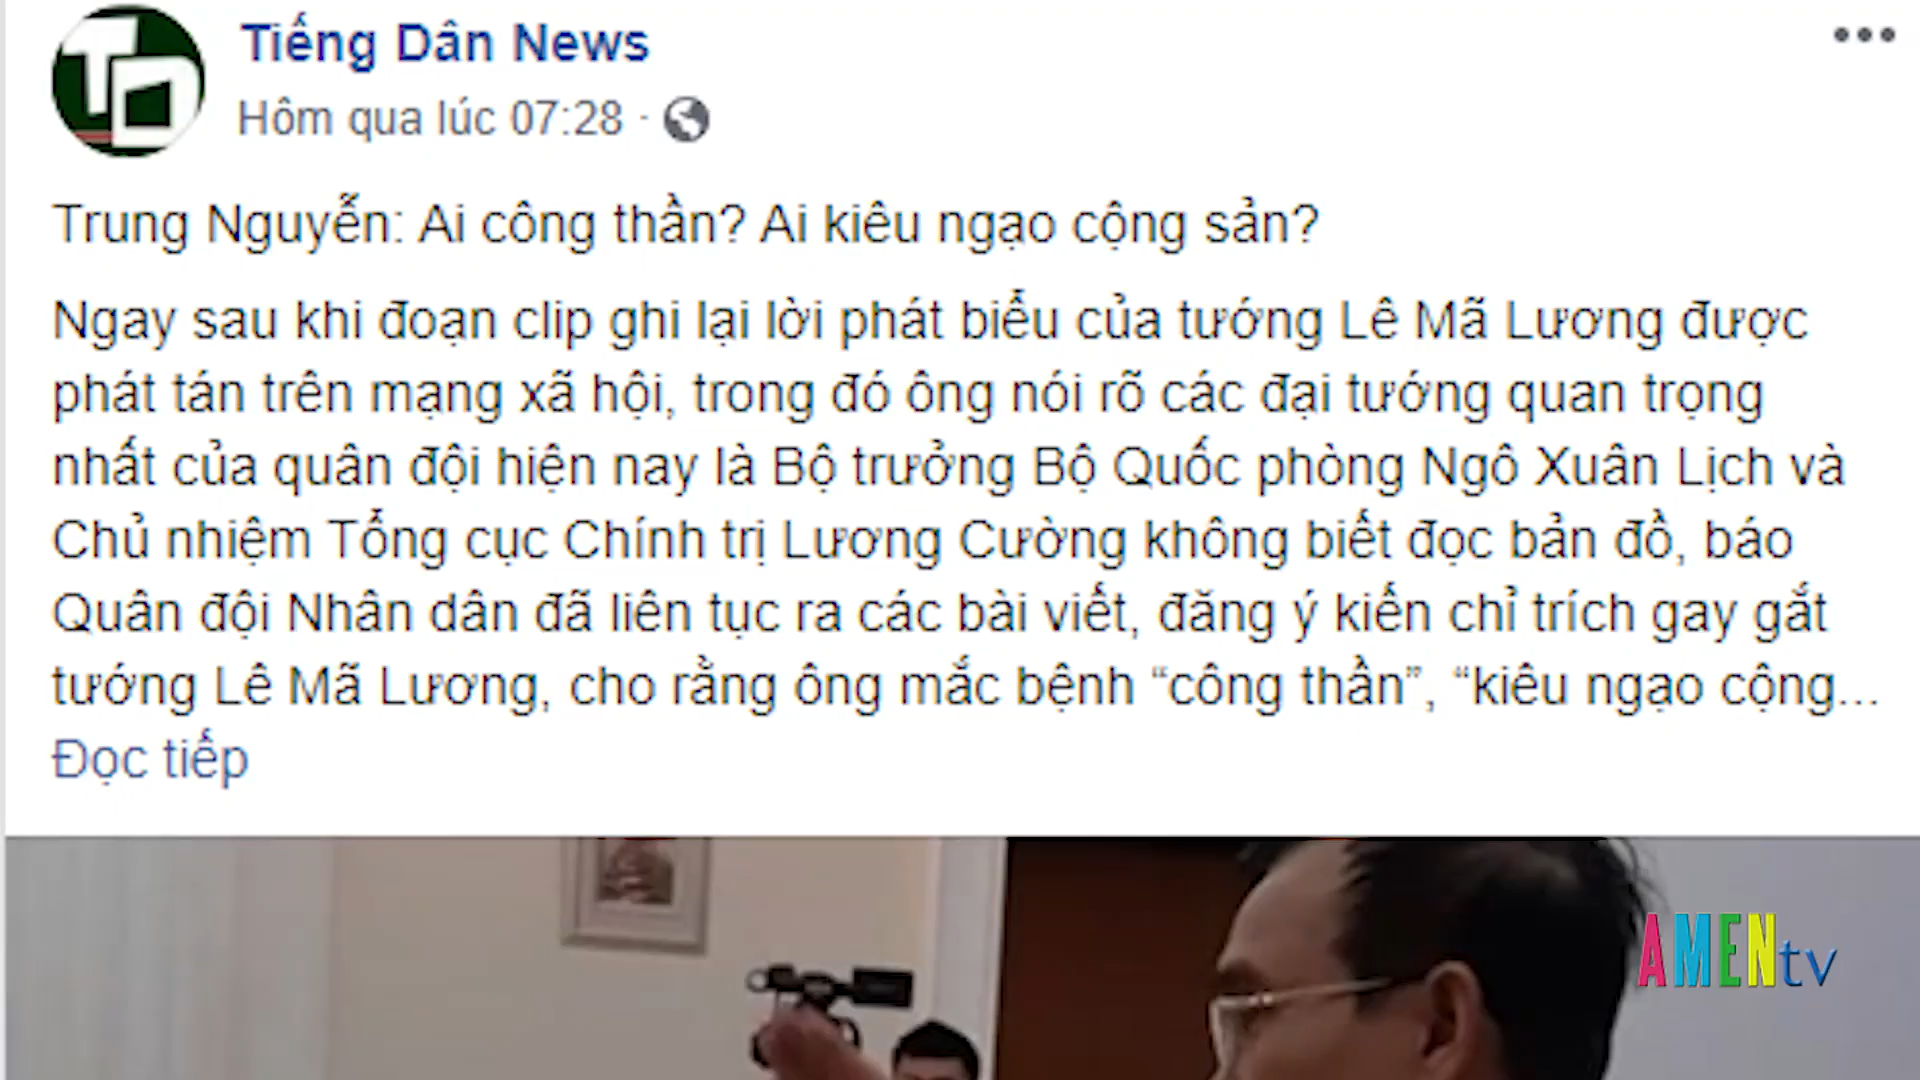 Tiếng Dân News
Hôm qua lúc 07:28 ·
Trung Nguyễn: Ai công thần? Ai kiêu ngạo cộng sản?
Ngay sau khi đoạn clip ghi lại lời phát biểu của tướng Lê Mã Lương được
phát tán trên mạng xã hội, trong đó ông nói rõ các đại tướng quan trọng
nhất của quân đội hiện nay là Bộ trưởng Bộ Quốc phòng Ngô Xuân Lịch và
Chủ nhiệm Tổng cục Chính trị Lương Cường không biết đọc bản đồ, báo
Quân đội Nhân dân đã liên tục ra các bài viết, đăng ý kiến chỉ trích gay gắt
tướng Lê Mã Lương, cho rằng ông mắc bệnh “công thần”, “kiêu ngạo cộng...
Đọc tiếp
AMENtv